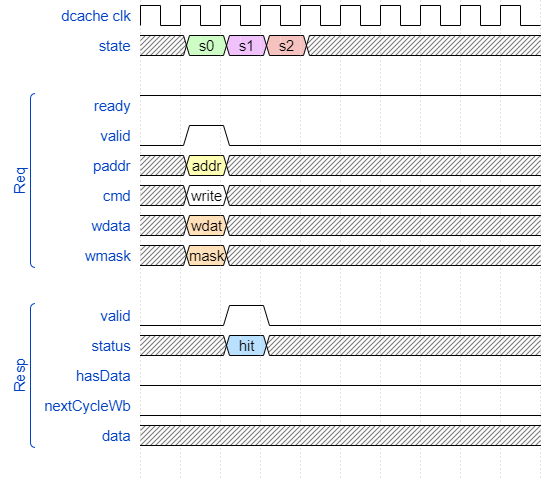 dcache clk
state s0 s1 s2
Req
ready
valid
paddr addr
cmd write
wdata wdat
wmask mask
Resp
valid
status hit
hasData
nextCycleWb
data